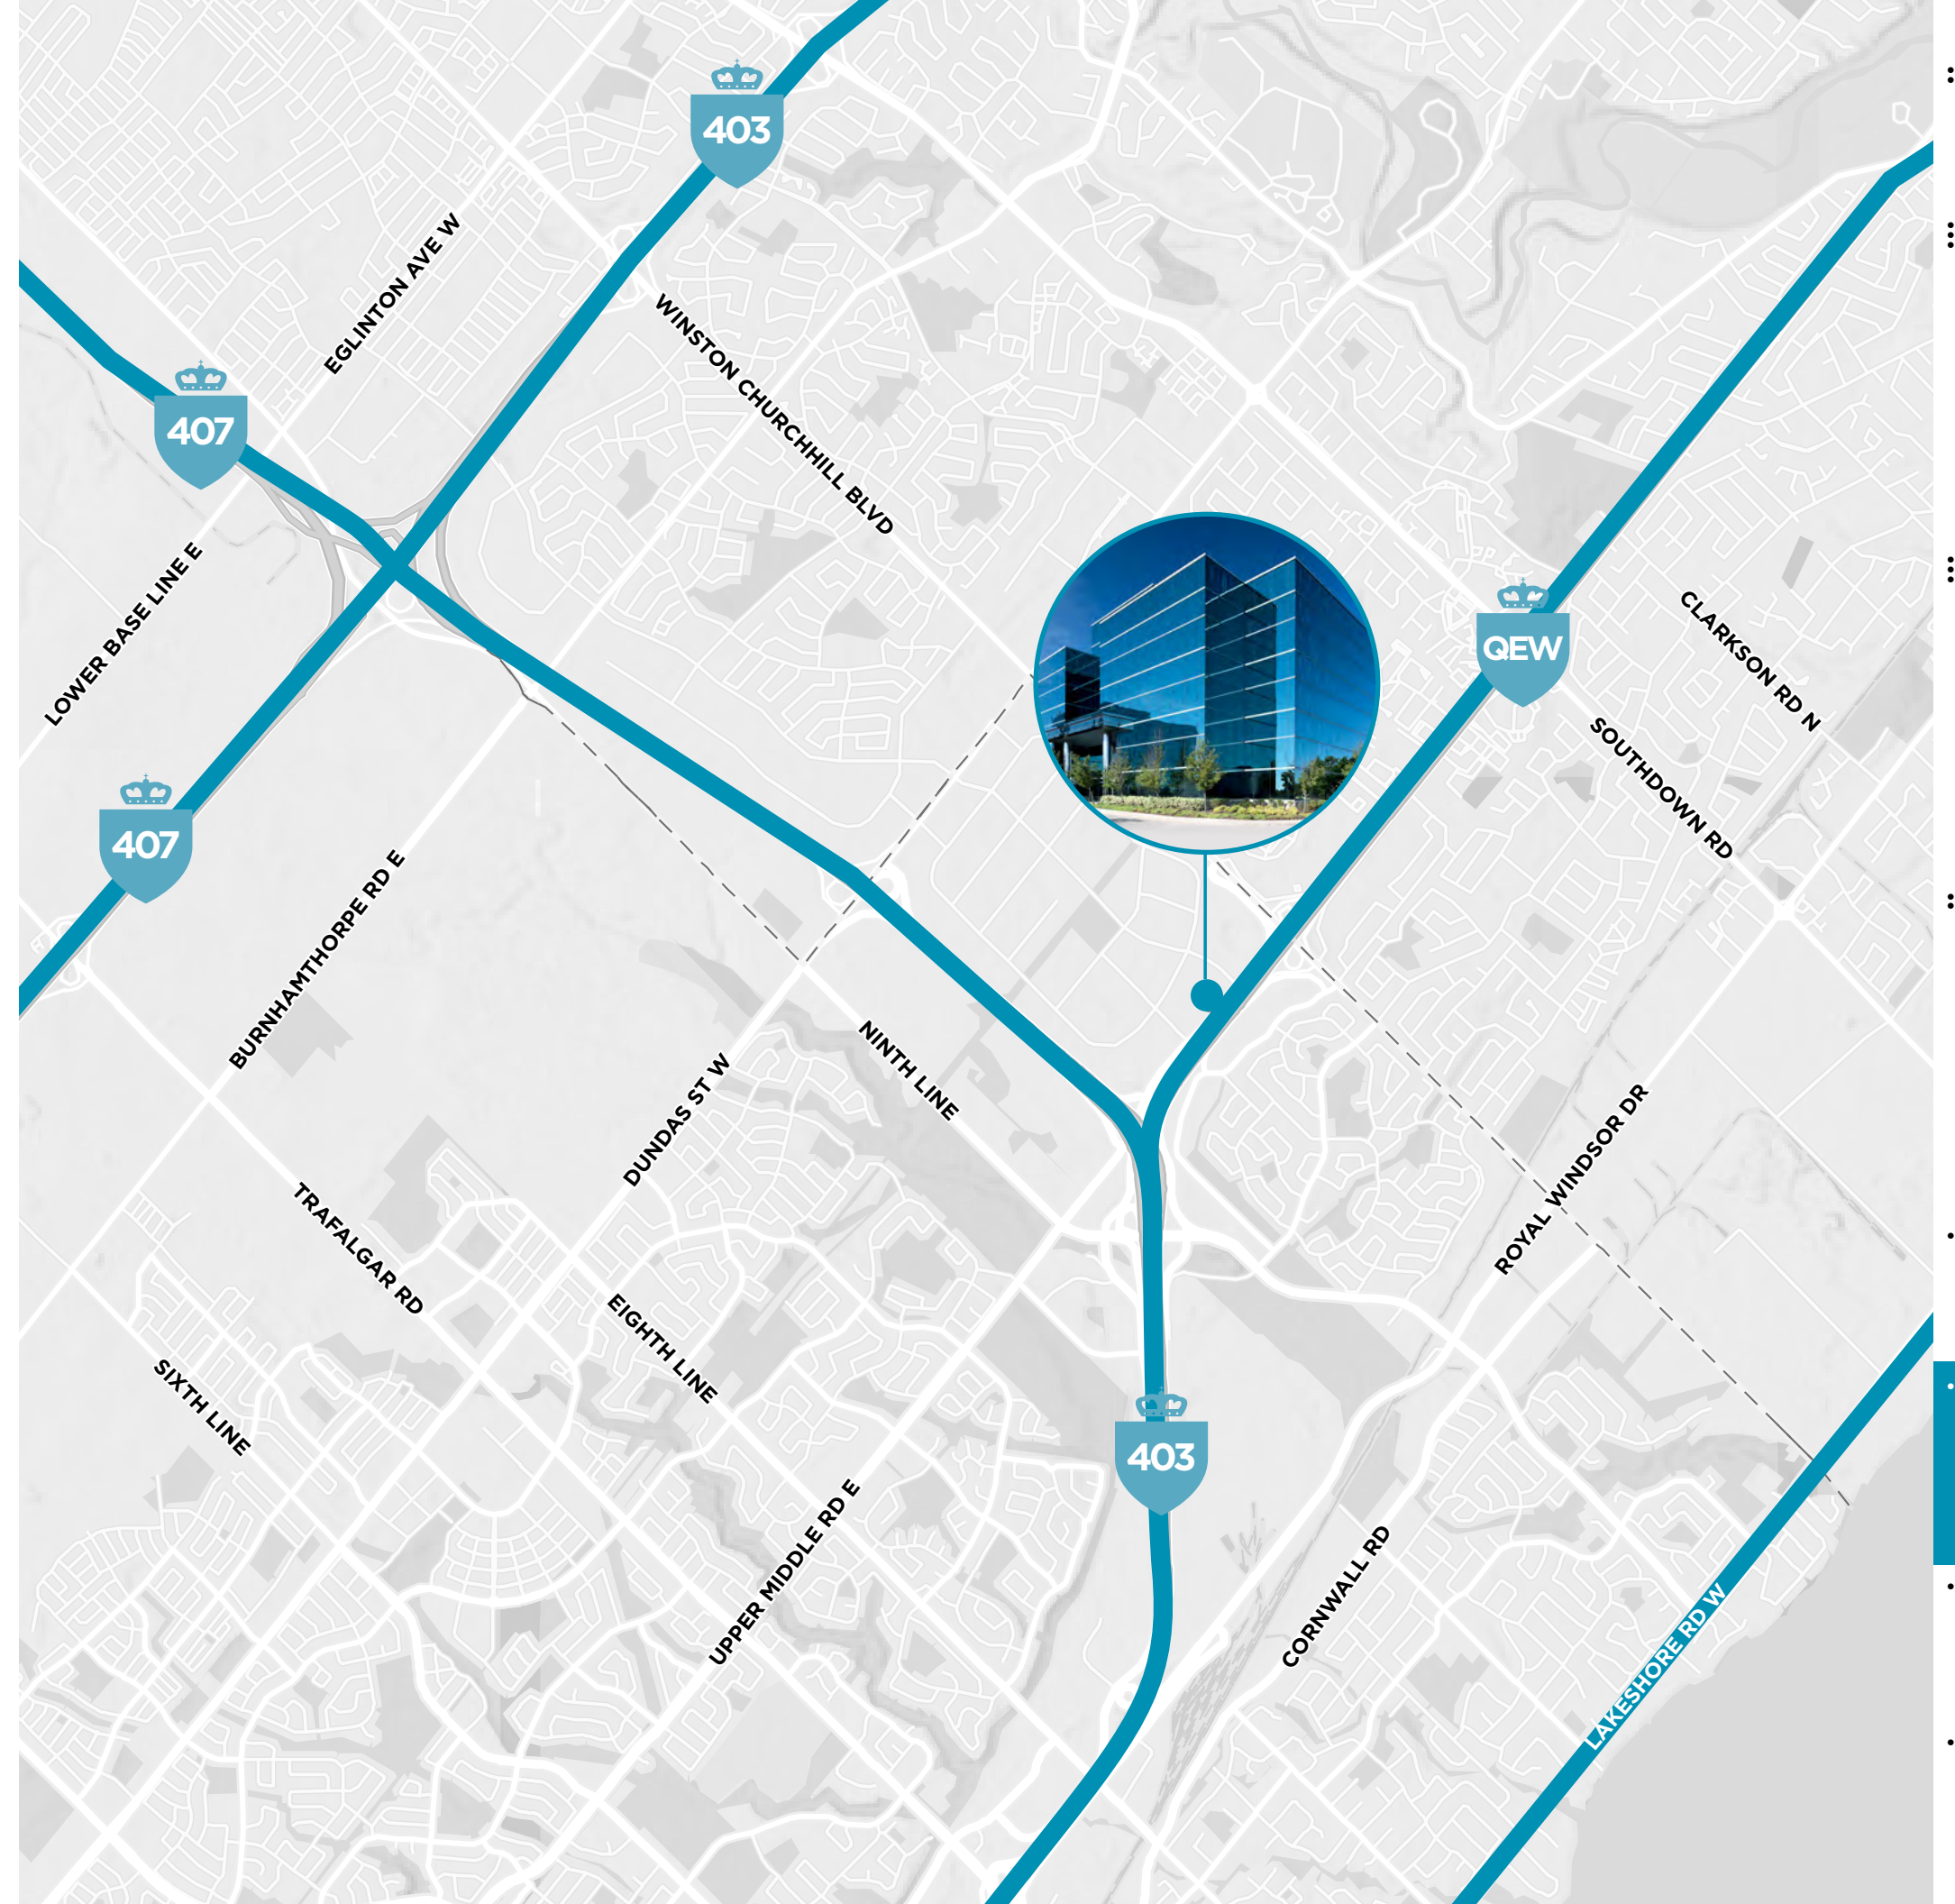 403
EGLINTON AVE W
WINSTON CHURCHHILL BLVD
407
LOWER BASE LINE E
CLARKSON RD N
QEW
SOUTHDOWN RD
407
BURNHAMTHORPE RD E
NINTH LINE
DUNDAS ST W
ROYAL WINDSOR DR
TRAFALGAR RD
EIGHTH LINE
SIXTH LINE
403
UPPER MIDDLE RD E
CORNWALL RD
LAKESHORE RD W